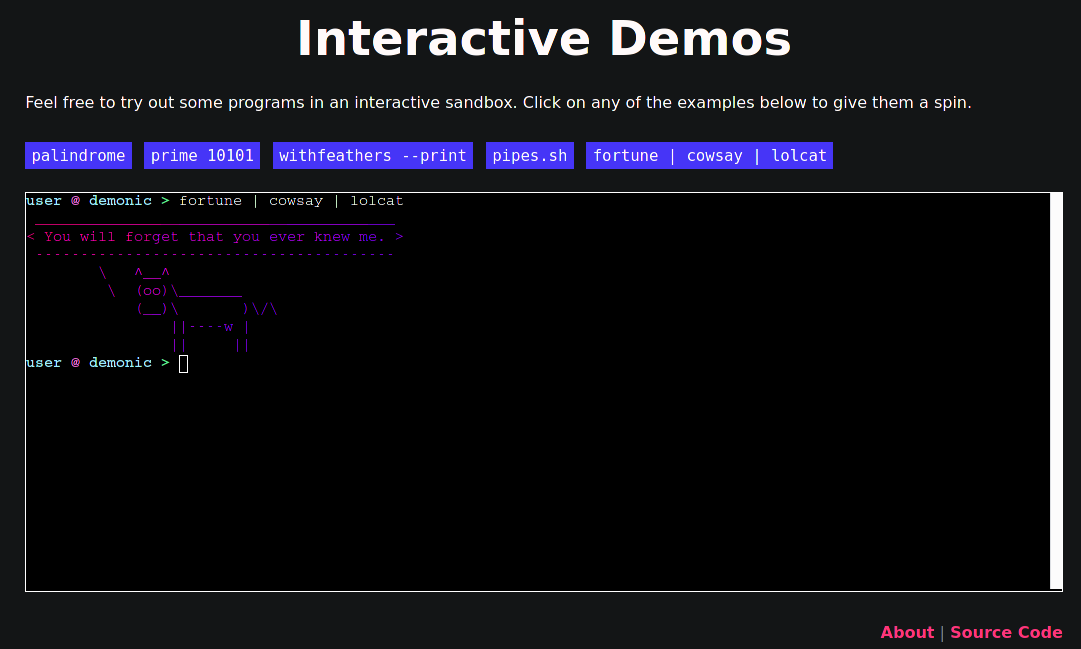 Interactive Demos
Feel free to try out some programs in an interactive sandbox. Click on any of the examples below to give them a spin.
palindrome prime 10101 withfeathers --print pipes.sh fortune | cowsay | lolcat
user @ demonic > fortune | cowsay | lolcat
 ________________________________________
< You will forget that you ever knew me. >
 ----------------------------------------
        \   ^__^
         \  (oo)\_______
            (__)\       )\/\
                ||----w |
                ||     ||
user @ demonic >
About | Source Code